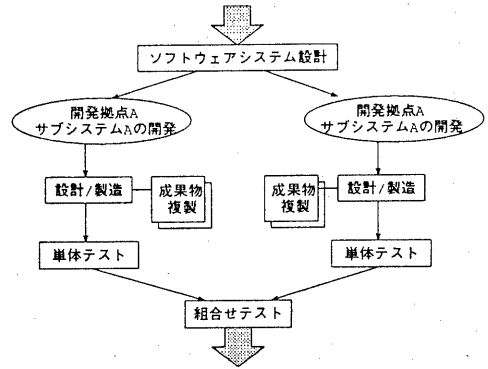 ソフトウェアシステム設計
開発拠点A
サブシステムAの開発
開発拠点A
サブシステムAの開発
設計/製造
成果物
複製
成果物
複製
設計/製造
単体テスト
単体テスト
組合せテスト